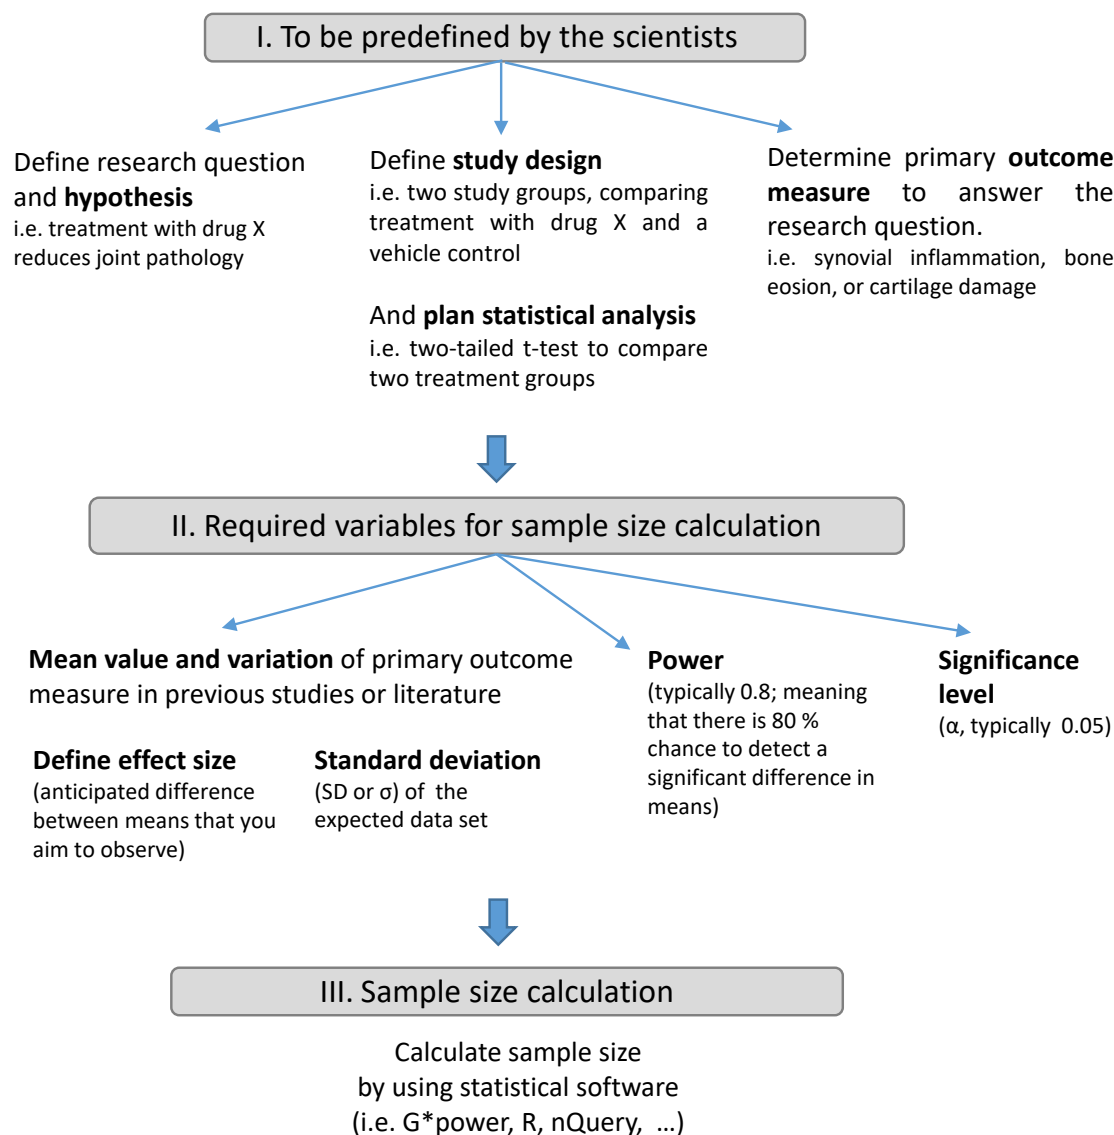 I. To be predefined by the scientists
Define research question
and hypothesis
i.e. treatment with drug X
reduces joint pathology
Define study design
i.e. two study groups, comparing
treatment with drug X and a
vehicle control
And plan statistical analysis
i.e. two-tailed t-test to compare
two treatment groups
Determine primary outcome
measure to answer the
research question.
i.e. synovial inflammation, bone
eosion, or cartilage damage
II. Required variables for sample size calculation
Mean value and variation of primary outcome
measure in previous studies or literature
Define effect size
(anticipated difference
between means that you
aim to observe)
Standard deviation
(SD or σ) of the
expected data set
Power
(typically 0.8; meaning
that there is 80 %
chance to detect a
significant difference in
means)
Significance
level
(α, typically 0.05)
III. Sample size calculation
Calculate sample size
by using statistical software
(i.e. G*power, R, nQuery, …)